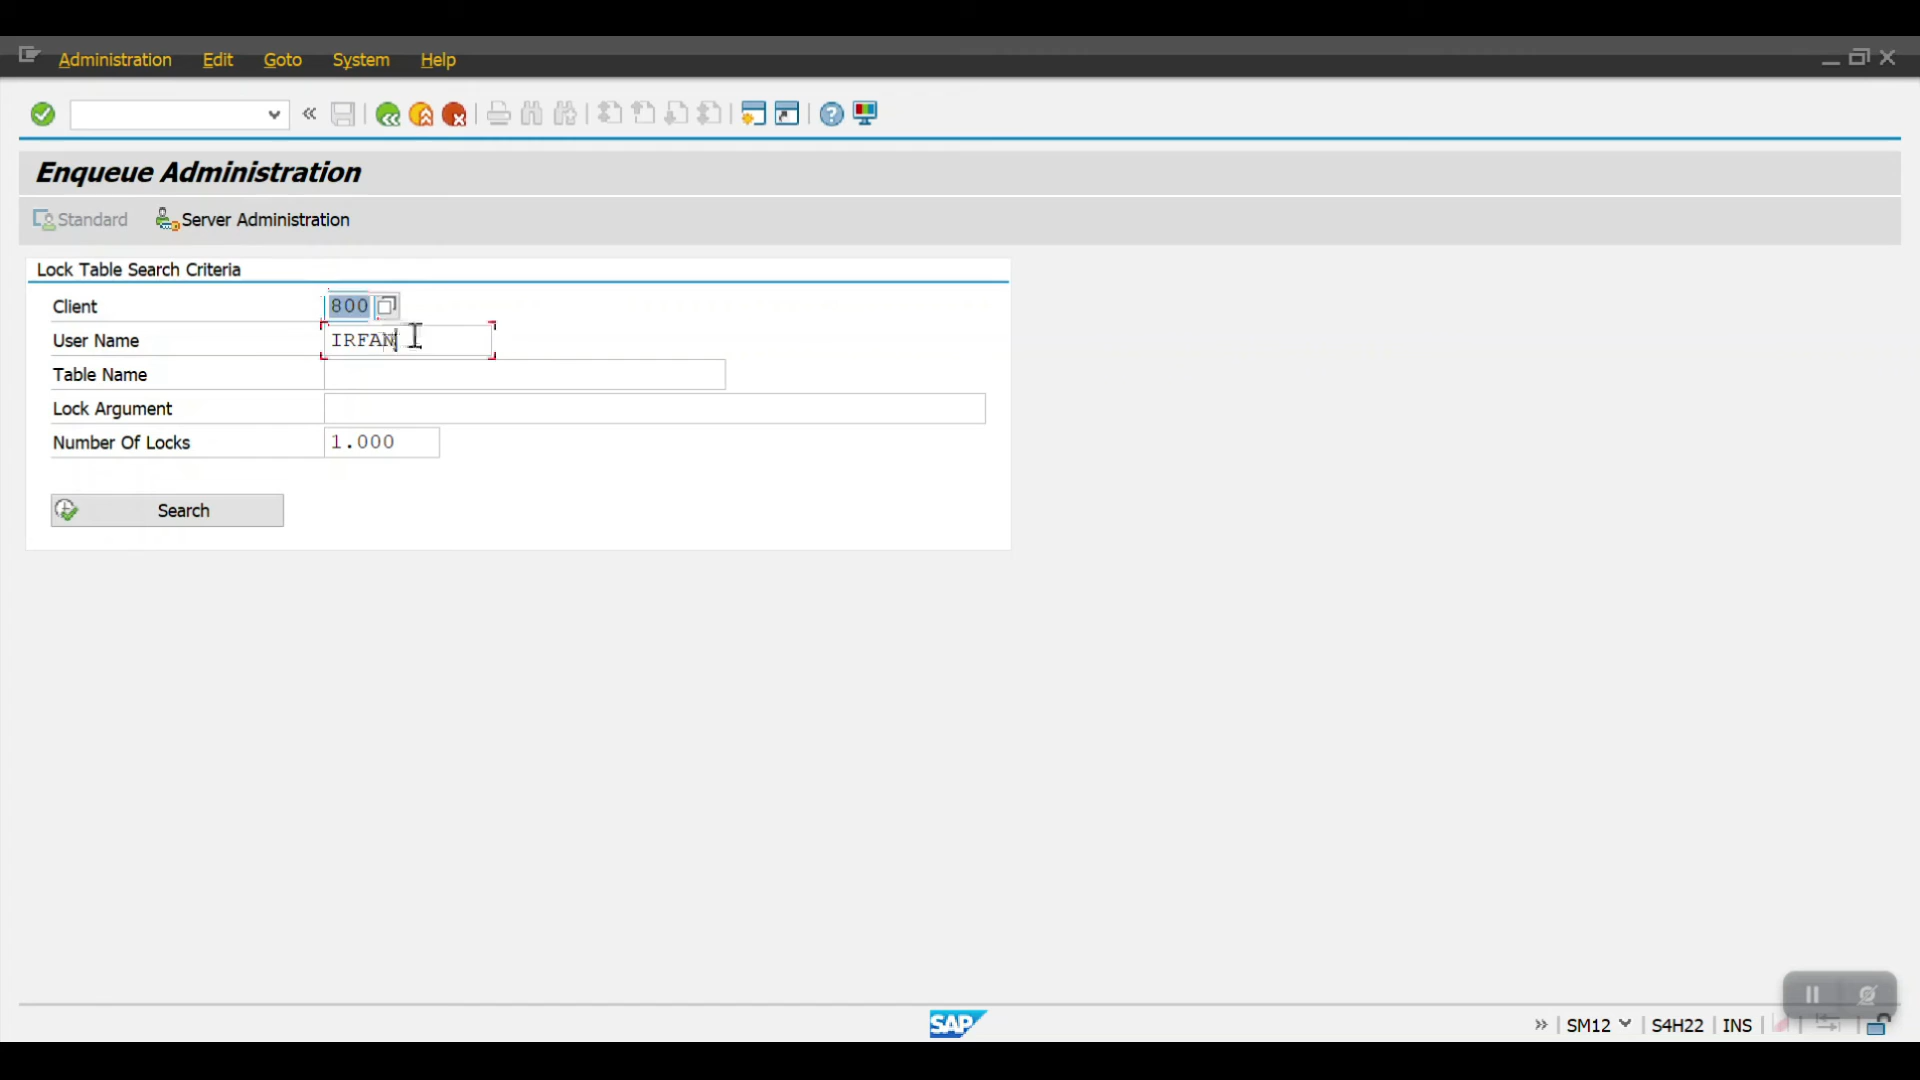 Administration Edit Goto System Help
Enqueue Administration
Standard Server Administration
Lock Table Search Criteria
Client 800
User Name IRFAN
Table Name
Lock Argument
Number Of Locks 1.000
Search
SAP SM12 S4H22 INS